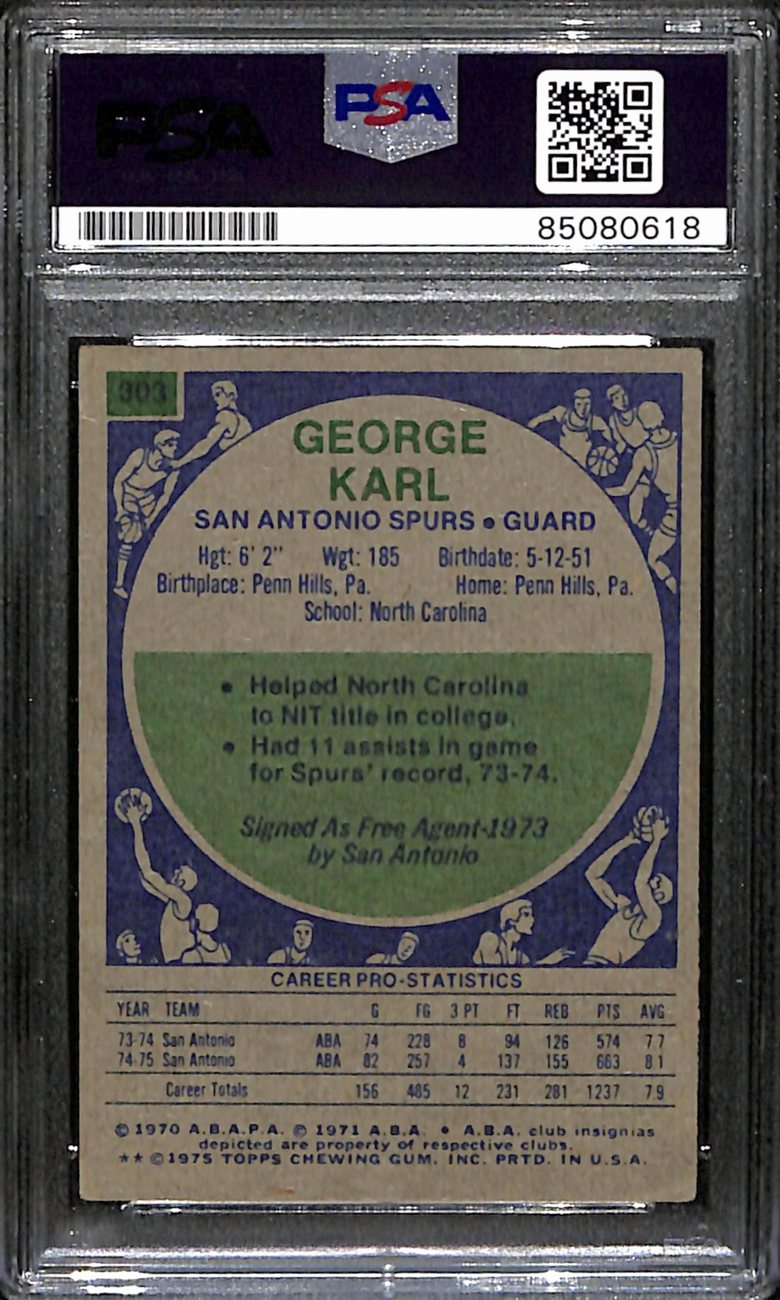 PSA
PSA
85080618
303
GEORGE
KARL
SAN ANTONIO SPURS • GUARD
Hgt: 6' 2" Wgt: 185 Birthdate: 5-12-51
Birthplace: Penn Hills, Pa. Home: Penn Hills, Pa.
School: North Carolina
• Helped North Carolina
to NIT title in college.
• Had 11 assists in game
for Spurs' record, 73-74.
Signed As Free Agent-1973
by San Antonio
CAREER PRO-STATISTICS
YEAR TEAM G FG 3 PT FT REB PTS AVG
73-74 San Antonio ABA 74 228 8 94 126 574 7.7
74-75 San Antonio ABA 82 257 4 137 155 663 8.1
Career Totals 156 485 12 231 281 1237 7.9
© 1970 A.B.A.P.A. © 1971 A.B.A. • A.B.A. club insignias
depicted are property of respective clubs.
** © 1975 TOPPS CHEWING GUM, INC. PRTD. IN U.S.A.